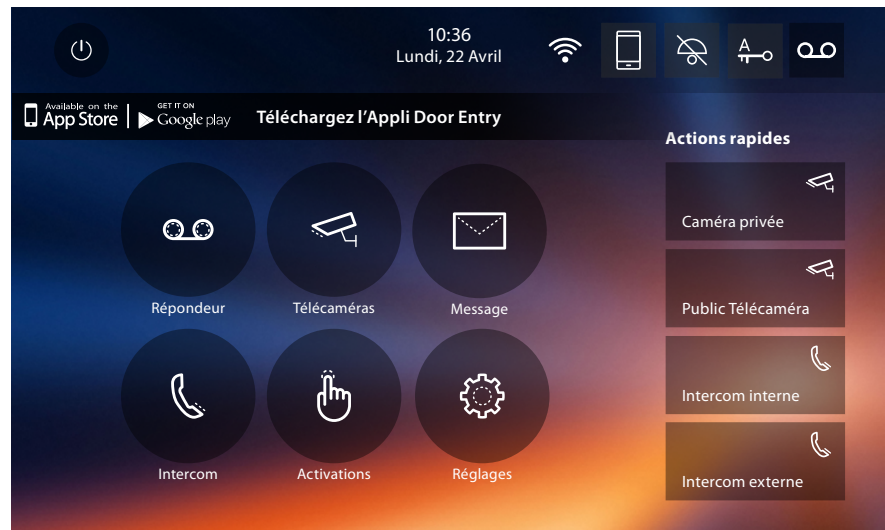 10:36
Lundi, 22 Avril
A
Available on the
App Store
GET IT ON
Google play
Téléchargez l'Appli Door Entry
Actions rapides
Caméra privée
Public Télécaméra
Intercom interne
Intercom externe
Répondeur
Télécaméras
Message
Intercom
Activations
Réglages